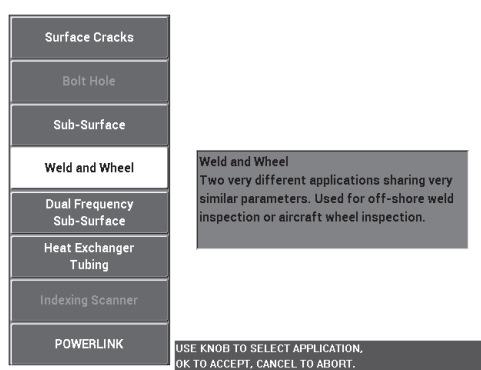 Surface Cracks
Bolt Hole
Sub-Surface
Weld and Wheel
Dual Frequency
Sub-Surface
Heat Exchanger
Tubing
Indexing Scanner
POWERLINK
Weld and Wheel
Two very different applications sharing very
similar parameters. Used for off-shore weld
inspection or aircraft wheel inspection.
USE KNOB TO SELECT APPLICATION,
OK TO ACCEPT, CANCEL TO ABORT.